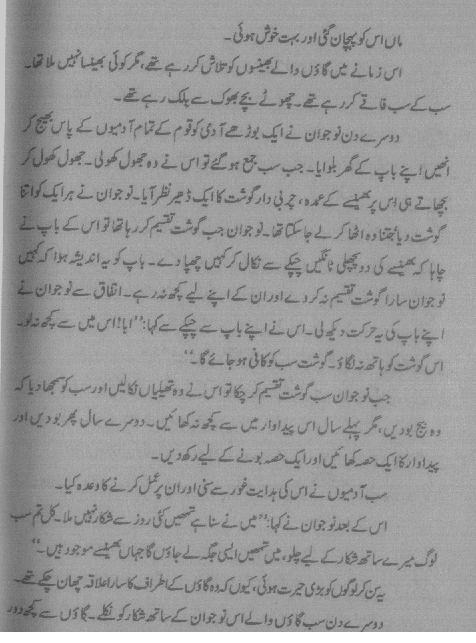 ماں اس کو پہچان گئی اور بہت خوش ہوئی۔
اس زمانے میں گاؤں والے بھینسوں کو تلاش کر رہے تھے، مگر کوئی بھینسا نہیں ملا تھا۔
سب کے سب فاقے کر رہے تھے۔ چھوٹے بچے بھوک سے بلک رہے تھے۔
دوسرے دن نوجوان نے ایک بوڑھے آدمی کو قوم کے تمام آدمیوں کے پاس بھیج کر
انھیں اپنے باپ کے گھر بلوایا۔ جب سب جمع ہو گئے تو اس نے وہ جھول کھولی۔ جھول کھول کر
بچھاتے ہی اس پر بھینسے کے عمدہ، چربی دار گوشت کا ایک ڈھیر نظر آیا۔ نوجوان نے ہر ایک کو اتنا
گوشت دیا جتنا وہ اٹھا کر لے جا سکتا تھا۔ نوجوان جب گوشت تقسیم کر رہا تھا تو اس کے باپ نے
چاہا کہ بھینسے کی دو پچھلی ٹانگیں چپکے سے نکال کر کہیں چھپا دے۔ باپ کو یہ اندیشہ ہوا کہ کہیں
نوجوان سارا گوشت تقسیم نہ کر دے اور ان کے اپنے لیے کچھ نہ رہے۔ اتفاق سے نوجوان نے
اپنے باپ کی یہ حرکت دیکھ لی۔ اس نے اپنے باپ سے چپکے سے کہا: ”ابا! اس میں سے کچھ نہ لو۔
اس گوشت کو ہاتھ نہ لگاؤ۔ گوشت سب کو کافی ہو جائے گا۔“
جب نوجوان سب گوشت تقسیم کر چکا تو اس نے وہ تھیلیاں نکالیں اور سب کو سمجھا دیا کہ
وہ بیج بو دیں، مگر پہلے سال اس پیداوار میں سے کچھ نہ کھائیں۔ دوسرے سال پھر بو دیں اور
پیداوار کا ایک حصہ کھائیں اور ایک حصہ بونے کے لیے رکھ دیں۔
سب آدمیوں نے اس کی ہدایت غور سے سنی اور ان پر عمل کرنے کا وعدہ کیا۔
اس کے بعد نوجوان نے کہا: ”میں نے سنا ہے تمھیں کئی روز سے شکار نہیں ملا۔ کل تم سب
لوگ میرے ساتھ شکار کے لیے چلو، میں تمھیں ایسی جگہ لے جاؤں گا جہاں بھینسے موجود ہیں۔“
یہ سن کر لوگوں کو بڑی حیرت ہوئی، کیوں کہ وہ گاؤں کے اطراف کا سارا علاقہ چھان چکے تھے۔
دوسرے دن سب گاؤں والے اس نوجوان کے ساتھ شکار کو نکلے۔ گاؤں سے کچھ دور